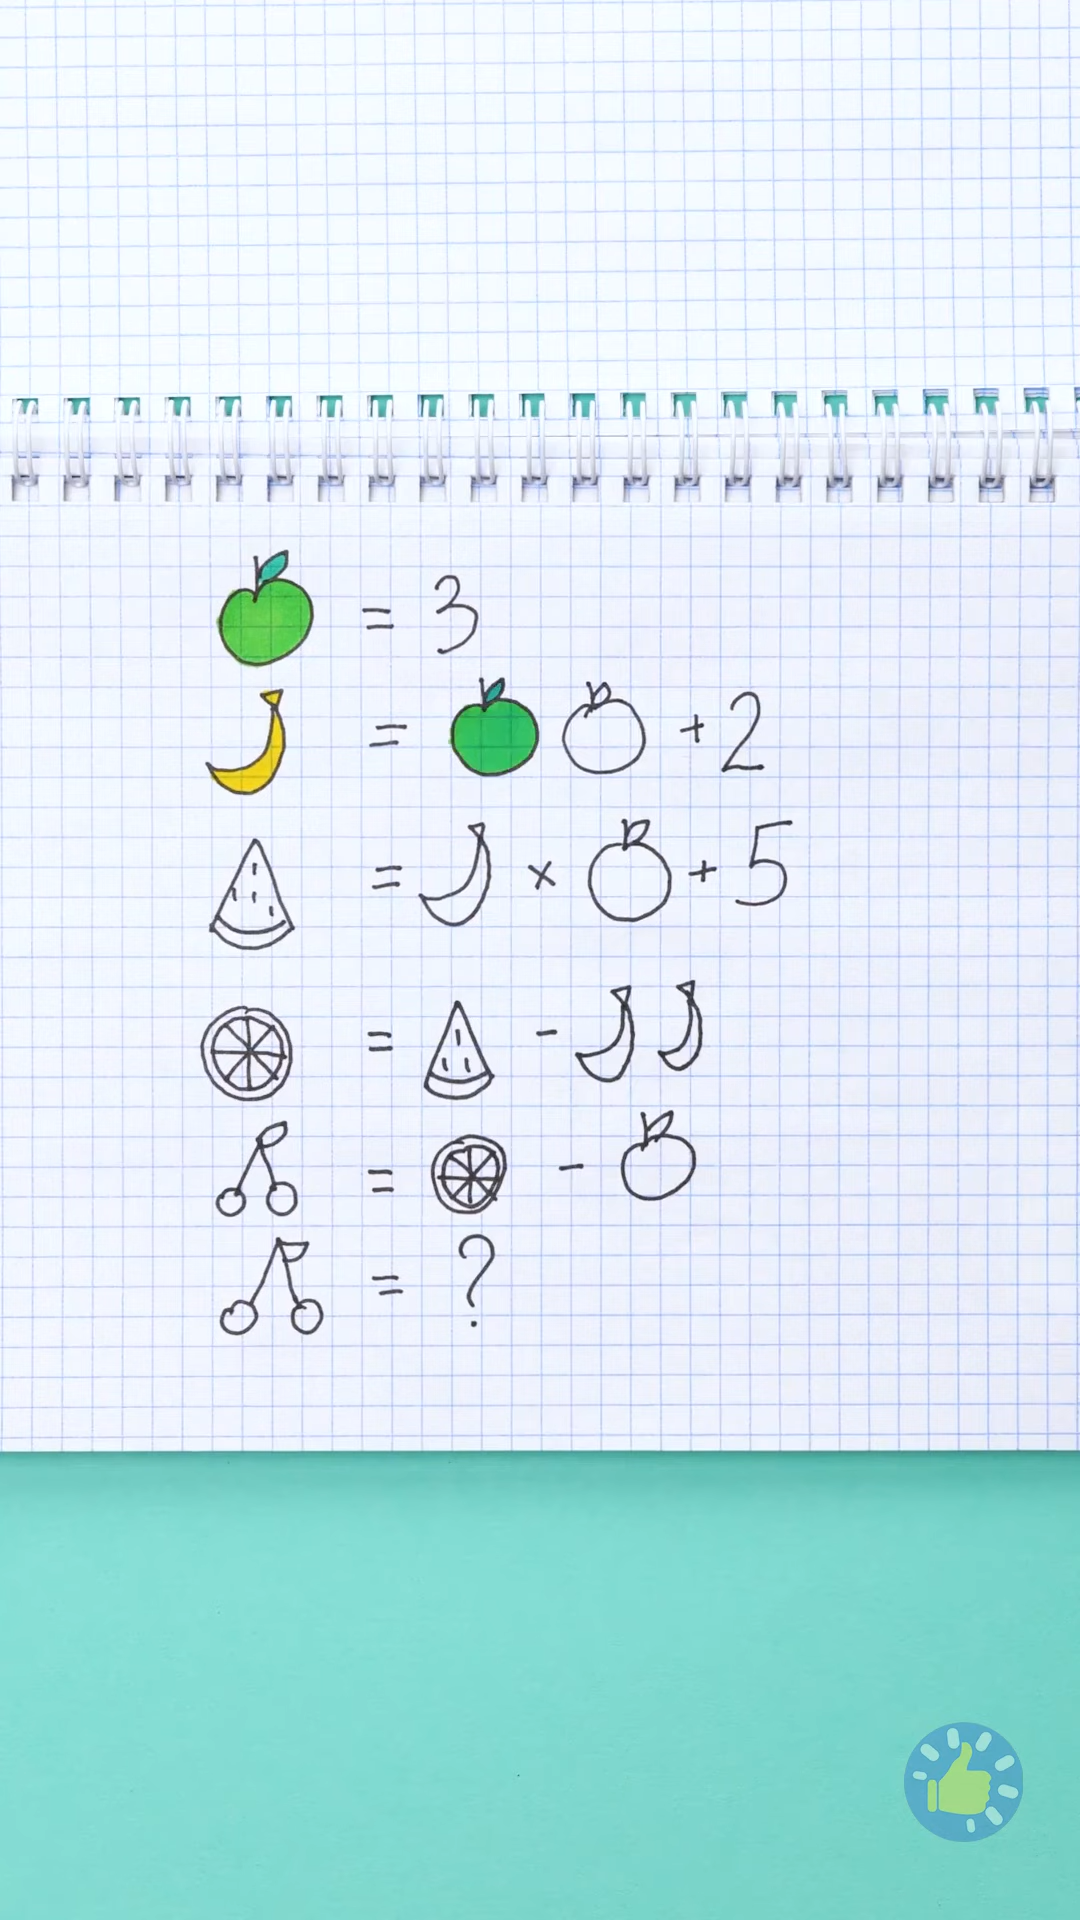 = 3
= + 2
= x + 5
= -
= -
= ?